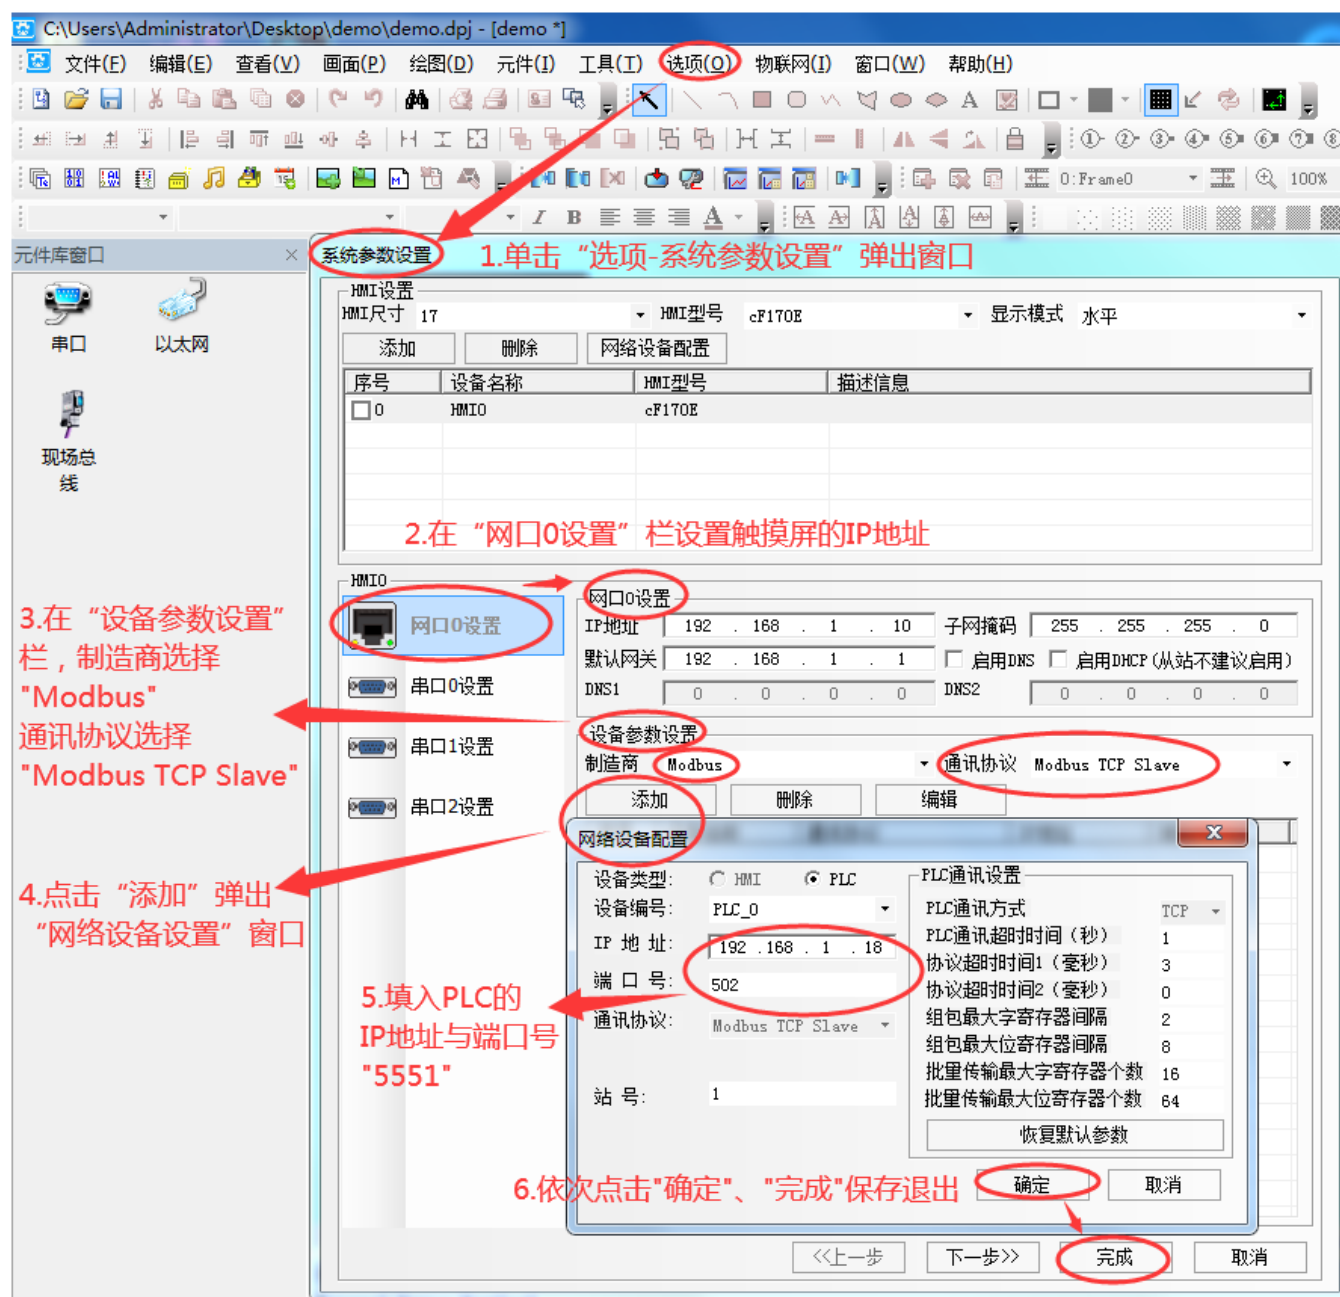 C:\Users\Administrator\Desktop\demo\demo.dpj - [demo *]
文件(F) 编辑(E) 查看(V) 画面(P) 绘图(D) 元件(I) 工具(T) 选项(O) 物联网(I) 窗口(W) 帮助(H)
0:Frame0 100%
元件库窗口
系统参数设置
1.单击“选项-系统参数设置”弹出窗口
串口 以太网
现场总
线
HMI设置
HMI尺寸 17 HMI型号 cF170E 显示模式 水平
添加 删除 网络设备配置
序号 设备名称 HMI型号 描述信息
0 HMI0 cF170E
2.在“网口0设置”栏设置触摸屏的IP地址
HMI0
网口0设置
串口0设置
串口1设置
串口2设置
网口0设置
IP地址 192 . 168 . 1 . 10 子网掩码 255 . 255 . 255 . 0
默认网关 192 . 168 . 1 . 1 启用DNS 启用DHCP(从站不建议启用)
DNS1 0 . 0 . 0 . 0 DNS2 0 . 0 . 0 . 0
3.在“设备参数设置”
栏，制造商选择
"Modbus"
通讯协议选择
"Modbus TCP Slave"
设备参数设置
制造商 Modbus 通讯协议 Modbus TCP Slave
添加 删除 编辑
4.点击“添加”弹出
“网络设备设置”窗口
网络设备配置
设备类型: HMI PLC
设备编号: PLC_0
IP 地 址: 192 .168 . 1 . 18
端 口 号: 502
通讯协议: Modbus TCP Slave
站 号: 1
PLC通讯设置
PLC通讯方式 TCP
PLC通讯超时时间（秒） 1
协议超时时间1（毫秒） 3
协议超时时间2（毫秒） 0
组包最大字寄存器间隔 2
组包最大位寄存器间隔 8
批量传输最大字寄存器个数 16
批量传输最大位寄存器个数 64
恢复默认参数
确定 取消
5.填入PLC的
IP地址与端口号
"5551"
6.依次点击"确定"、"完成"保存退出
<<上一步 下一步>> 完成 取消